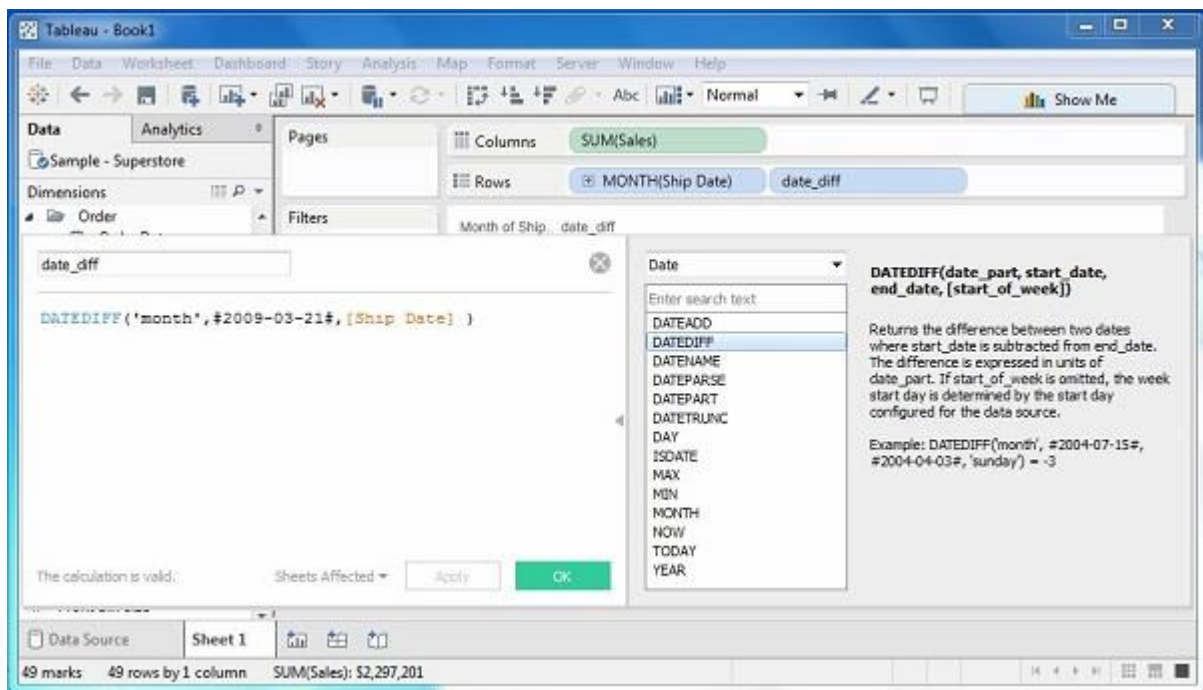 Tableau - Book1
File Data Worksheet Dashboard Story Analysis Map Format Server Window Help
Abc Normal Show Me
Data Analytics
Sample - Superstore
Dimensions
Order
Pages
Filters
Columns SUM(Sales)
Rows MONTH(Ship Date) date_diff
Month of Ship.. date_diff
date_diff
DATEDIFF('month',#2009-03-21#,[Ship Date] )
The calculation is valid.
Sheets Affected Apply OK
Date
Enter search text
DATEADD
DATEDIFF
DATENAME
DATEPARSE
DATEPART
DATETRUNC
DAY
ISDATE
MAX
MIN
MONTH
NOW
TODAY
YEAR
DATEDIFF(date_part, start_date,
end_date, [start_of_week])
Returns the difference between two dates
where start_date is subtracted from end_date.
The difference is expressed in units of
date_part. If start_of_week is omitted, the week
start day is determined by the start day
configured for the data source.
Example: DATEDIFF('month', #2004-07-15#,
#2004-04-03#, 'sunday') = -3
Data Source Sheet 1
49 marks 49 rows by 1 column SUM(Sales): $2,297,201